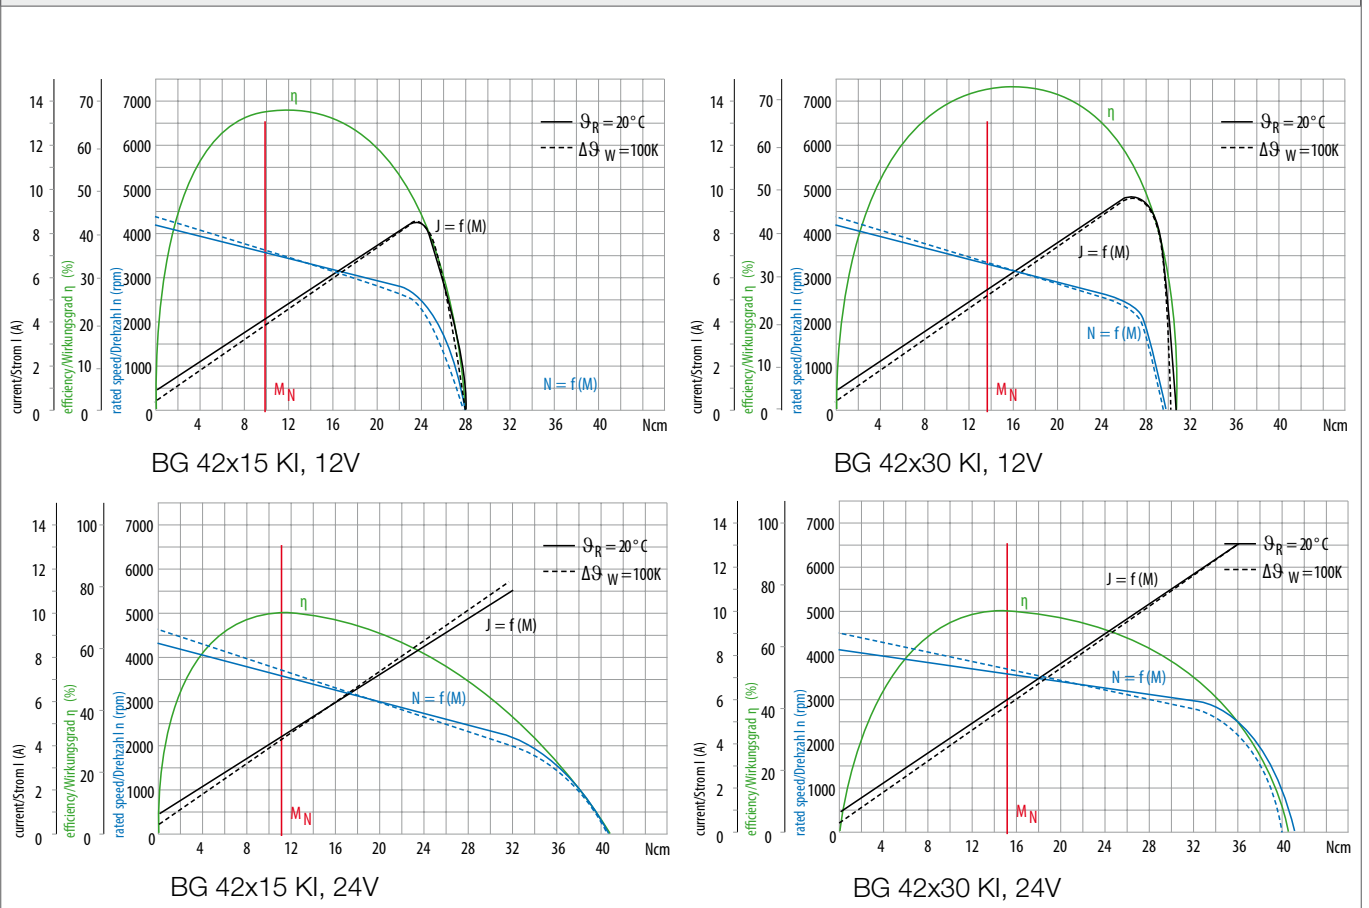 14 70 7000
12 60 6000
10 50 5000
8 40 4000
6 30 3000
4 20 2000
2 10 1000
0 0 0
current/Strom I (A)
efficiency/Wirkungsgrad η (%)
rated speed/Drehzahl n (rpm)
η
ϑR = 20°C
Δϑ W = 100K
J = f (M)
N = f (M)
M N
4 8 12 16 20 24 28 32 36 40 Ncm
BG 42x15 KI, 12V
14 70 7000
12 60 6000
10 50 5000
8 40 4000
6 30 3000
4 20 2000
2 10 1000
0 0 0
current/Strom I (A)
efficiency/Wirkungsgrad η (%)
rated speed/Drehzahl n (rpm)
η
ϑR = 20°C
Δϑ W = 100K
J = f (M)
N = f (M)
M N
4 8 12 16 20 24 28 32 36 40 Ncm
BG 42x30 KI, 12V
14 100 7000
12 80 6000
10 5000
8 60 4000
6 40 3000
4 20 2000
2 1000
0 0 0
current/Strom I (A)
efficiency/Wirkungsgrad η (%)
rated speed/Drehzahl n (rpm)
η
ϑR = 20°C
Δϑ W = 100K
J = f (M)
N = f (M)
M N
4 8 12 16 20 24 28 32 36 40 Ncm
BG 42x15 KI, 24V
14 100 7000
12 80 6000
10 5000
8 60 4000
6 40 3000
4 20 2000
2 1000
0 0 0
current/Strom I (A)
efficiency/Wirkungsgrad η (%)
rated speed/Drehzahl n (rpm)
η
ϑR = 20°C
Δϑ W = 100K
J = f (M)
N = f (M)
M N
4 8 12 16 20 24 28 32 36 40 Ncm
BG 42x30 KI, 24V